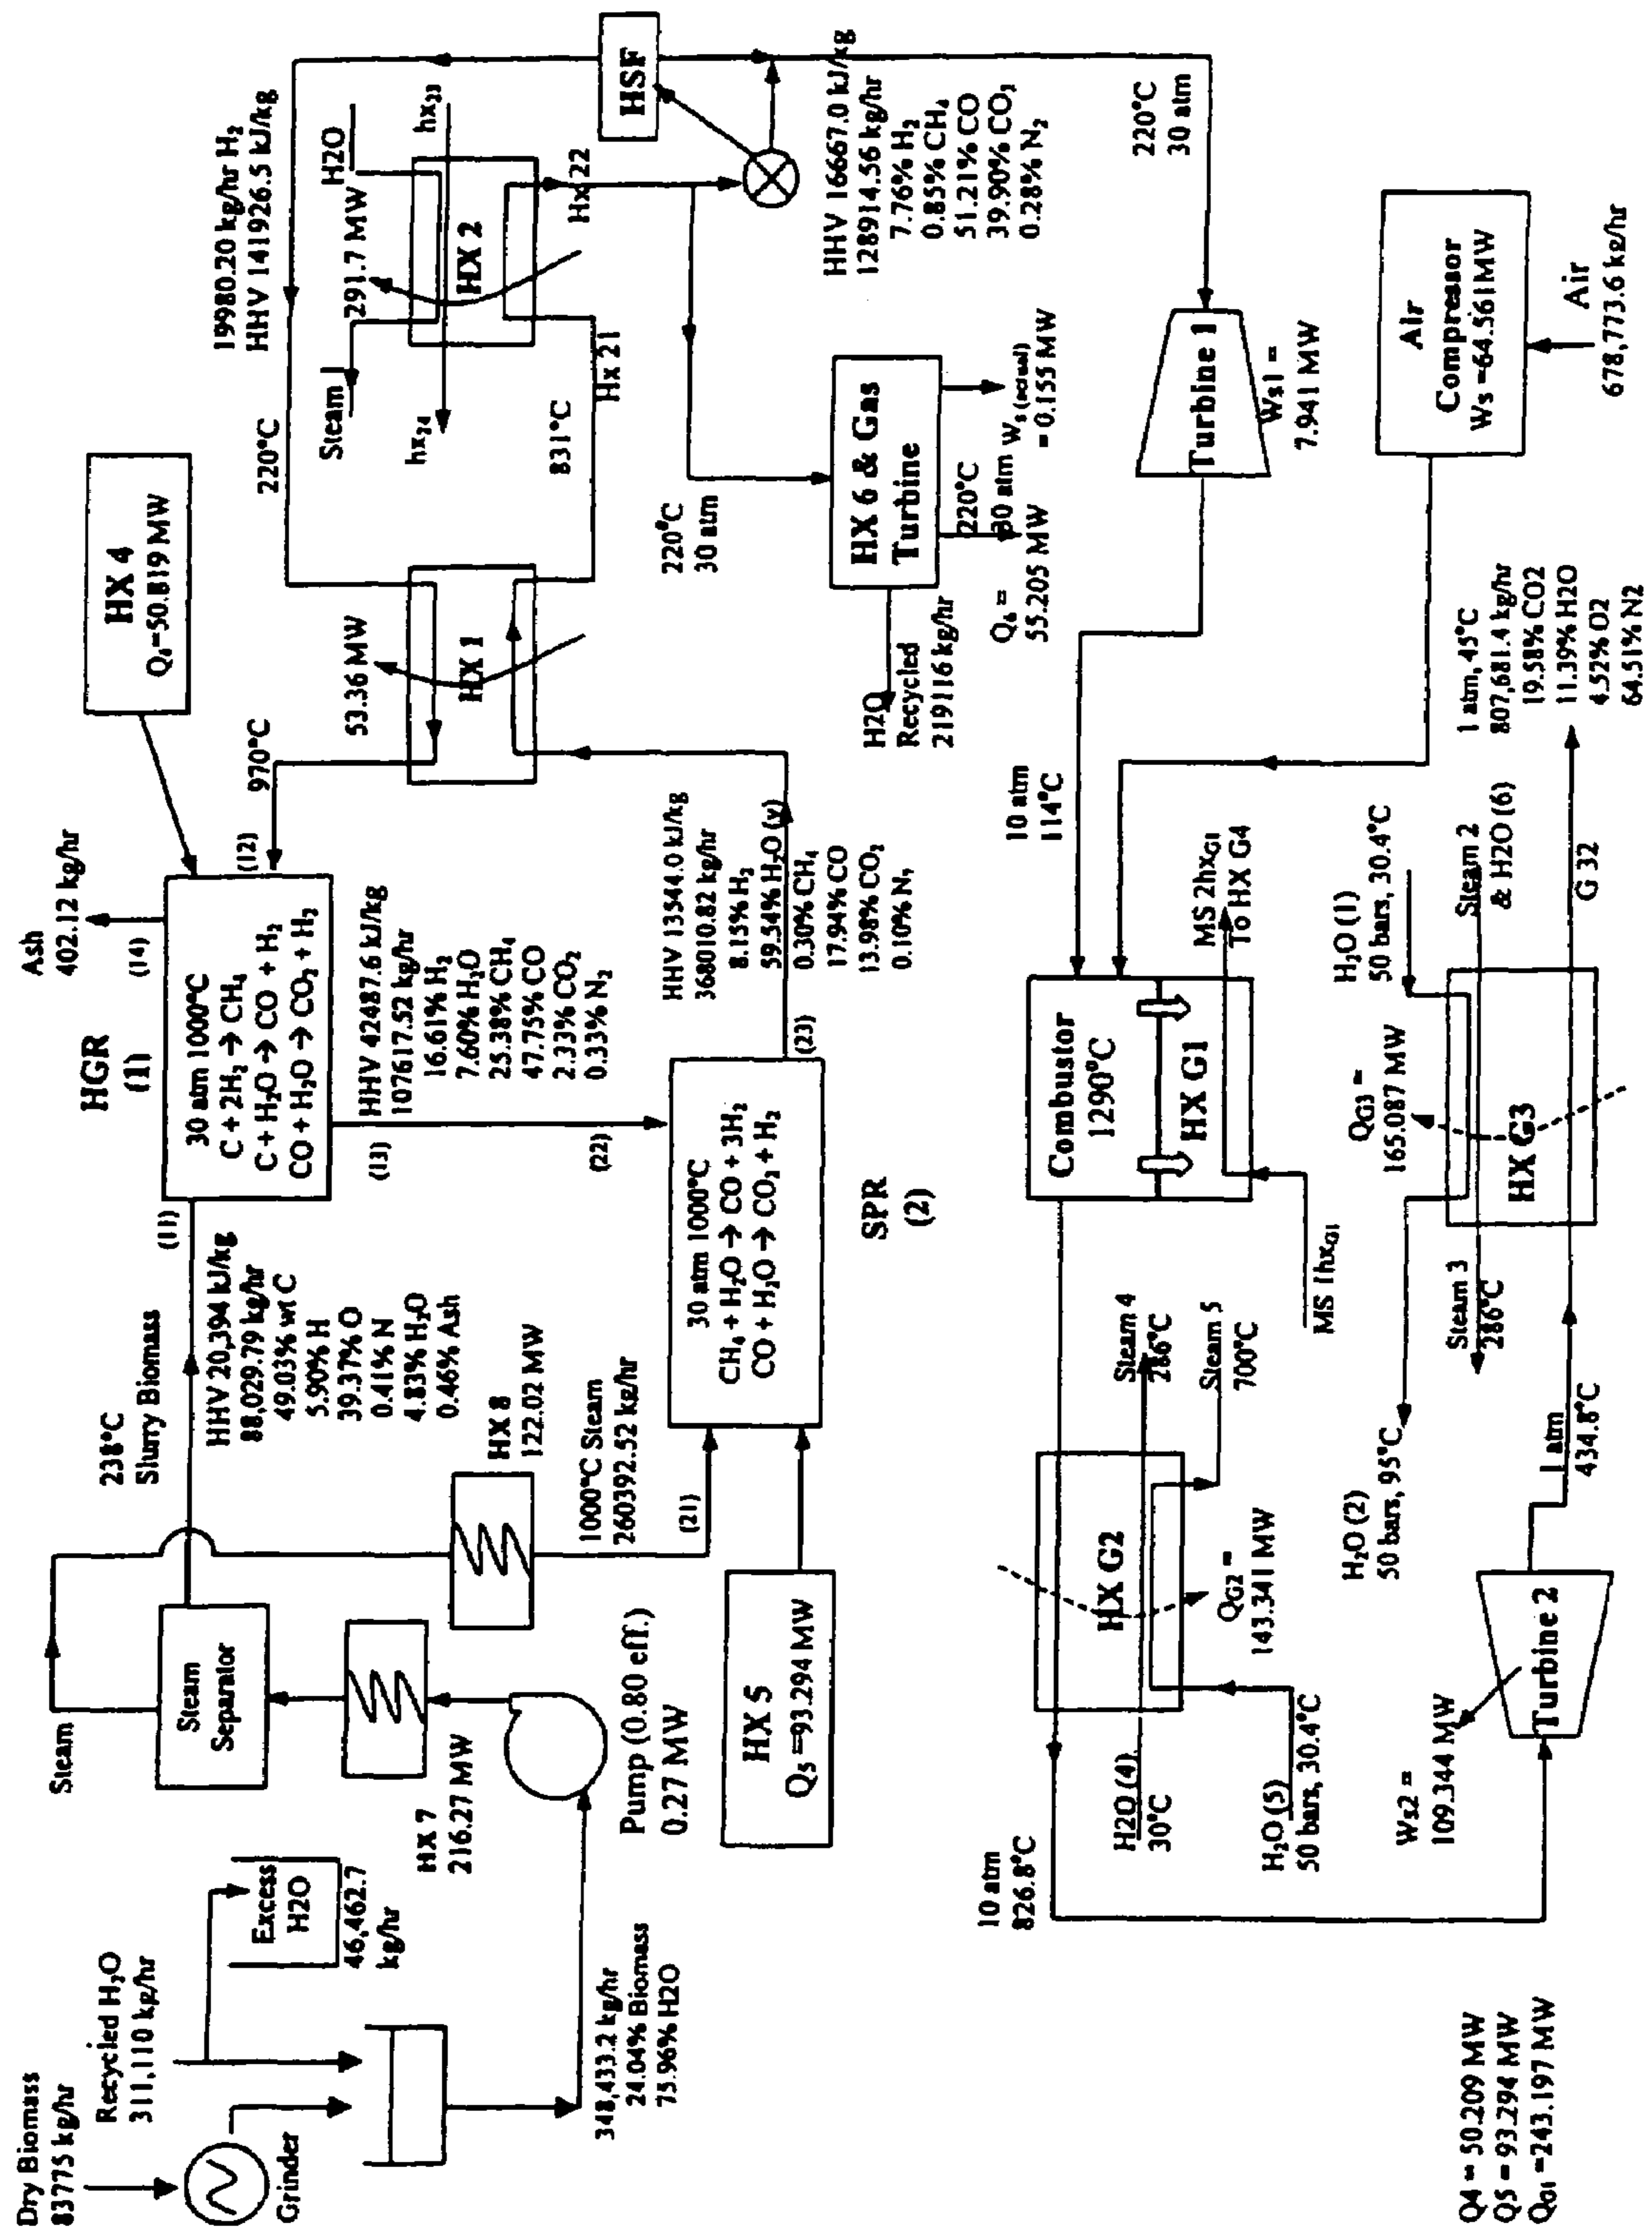 Dry Biomass
83775 kg/hr
Recycled H₂O
311,110 kg/hr
Grinder
Excess
H2O
46,462.7
kg/hr
348,433.2 kg/hr
24.04% Biomass
75.96% H2O
Pump (0.80 eff.)
0.27 MW
HX 7
216.27 MW
Steam
Separator
Steam
238°C
Slurry Biomass
HHV 20,394 kJ/kg
88,029.79 kg/hr
49.03% wt C
5.90% H
39.37% O
0.41% N
4.83% H₂O
0.46% Ash
(11)
HX 8
122.02 MW
1000°C Steam
260392.52 kg/hr
(21)
HX 5
Q₅ =93.294 MW
HGR
(1)
30 atm 1000°C
C + 2H₂ → CH₄
C + H₂O → CO + H₂
CO + H₂O → CO₂ + H₂
Ash
402.12 kg/hr
(14)
(12)
(13)
HHV 42487.6 kJ/kg
107617.52 kg/hr
16.61% H₂
7.60% H₂O
25.38% CH₄
47.75% CO
2.33% CO₂
0.33% N₂
(22)
SPR
(2)
30 atm 1000°C
CH₄ + H₂O → CO + 3H₂
CO + H₂O → CO₂ + H₂
(23)
HHV 13544.0 kJ/kg
368010.82 kg/hr
8.15% H₂
59.54% H₂O (v)
0.30% CH₄
17.94% CO
13.98% CO₂
0.10% N₂
HX 4
Q₄=50.819 MW
970°C
53.36 MW
HX 1
220°C
19980.20 kg/hr H₂
HHV 141926.5 kJ/kg
831°C
Hx 21
Steam
hx₂₄
291.7 MW
HX 2
H2O
hx₂₃
Hx 22
HSF
220°C
30 atm
HX 6 & Gas
Turbine
H2O
Recycled
219116 kg/hr
220°C
30 atm
Q₆ =
55.205 MW
Ws (actual)
= 0.155 MW
HHV 16667.0 kJ/kg
128914.56 kg/hr
7.76% H₂
0.85% CH₄
51.21% CO
39.90% CO₂
0.28% N₂
220°C
30 atm
Turbine 1
Ws1 =
7.941 MW
Air
Compressor
Ws =64.561MW
Air
678,773.6 kg/hr
10 atm
114°C
Combustor
1290°C
HX G1
MS 2hxG1
To HX G4
MS 1hxG1
HX G2
QG2 =
143.341 MW
Steam 4
286°C
Steam 5
700°C
H2O (4)
30°C
H₂O (5)
50 bars, 30.4°C
10 atm
826.8°C
Ws2 =
109.344 MW
Turbine 2
1 atm
434.8°C
HX G3
QG3 =
165.087 MW
H₂O (1)
50 bars, 30.4°C
H₂O (2)
50 bars, 95°C
Steam 2
& H2O (6)
Steam 3
286°C
G 32
1 atm, 45°C
807,681.4 kg/hr
19.58% CO2
11.39% H2O
4.52% O2
64.51% N2
Q4 = 50.209 MW
Q5 = 93.294 MW
QG1 =243.197 MW